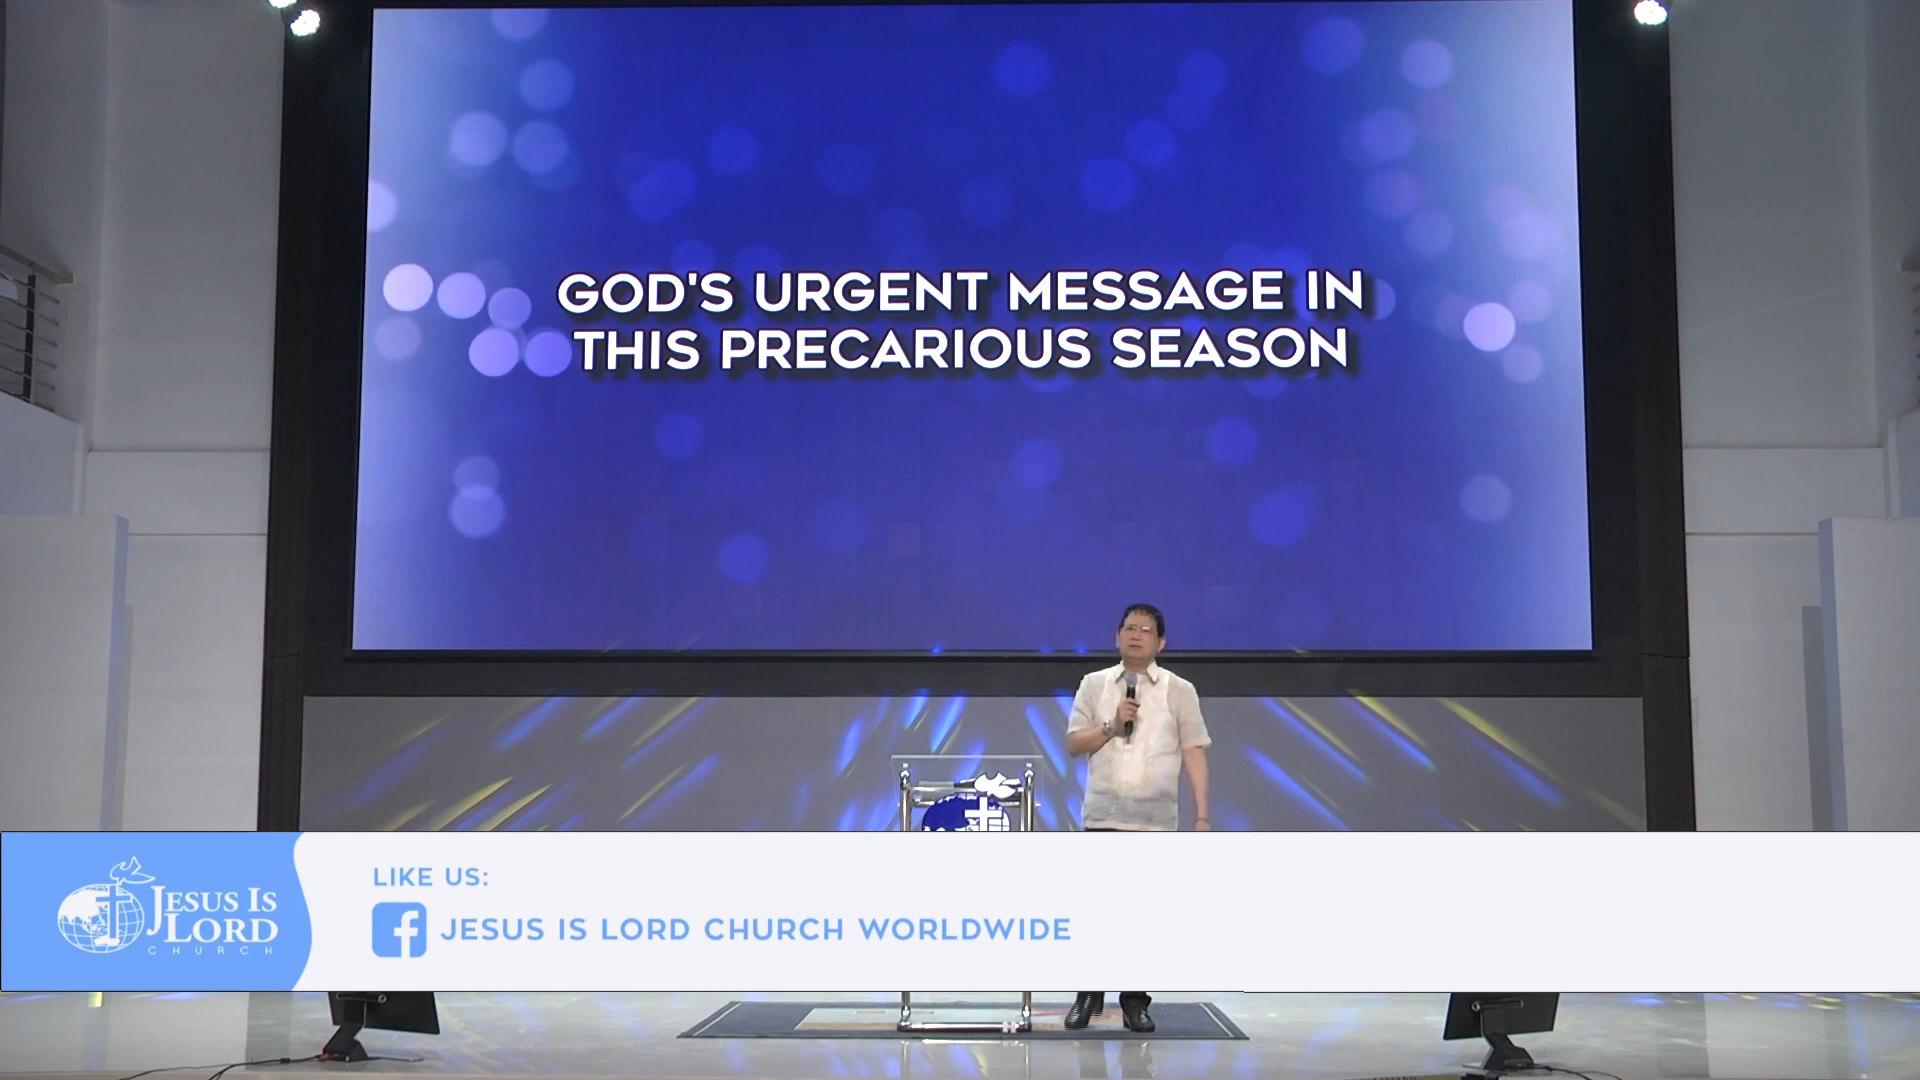 GOD'S URGENT MESSAGE IN
THIS PRECARIOUS SEASON
JESUS IS
LORD
CHURCH
LIKE US:
JESUS IS LORD CHURCH WORLDWIDE